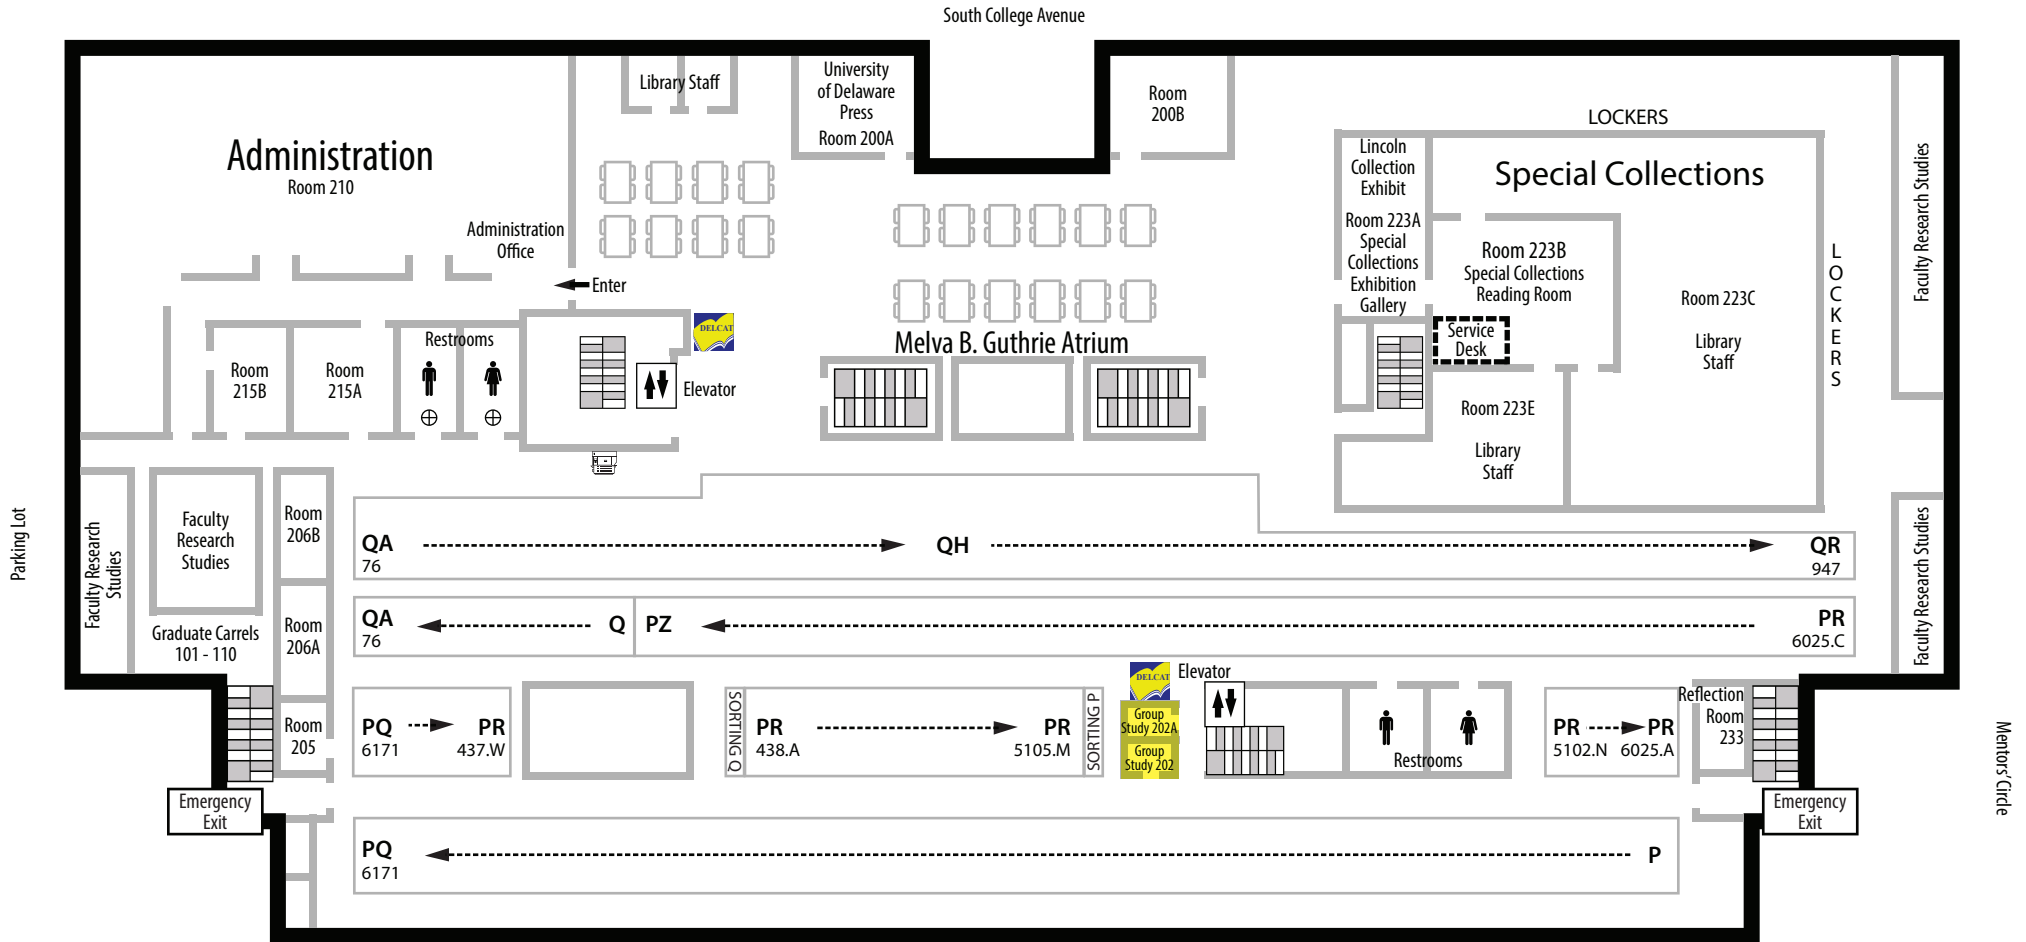 South College Avenue
Library Staff
University
of Delaware
Press
Room 200A
Room
200B
LOCKERS
Administration
Room 210
Lincoln
Collection
Exhibit
Special Collections
Faculty Research Studies
Administration
Office
Enter
Room 223A
Special
Collections
Exhibition
Gallery
Room 223B
Special Collections
Reading Room
Room 223C
Library
Staff
LOCKERS
DELCAT
Restrooms
Room
215B
Room
215A
Elevator
Melva B. Guthrie Atrium
Service
Desk
Room 223E
Library
Staff
Parking Lot
Faculty Research
Studies
Faculty
Research
Studies
Room
206B
QA
76
QH
QR
947
Faculty Research Studies
Graduate Carrels
101 - 110
Room
206A
QA
76
Q
PZ
PR
6025.C
Room
205
PQ
6171
PR
437.W
SORTING Q
PR
438.A
PR
5105.M
SORTING P
DELCAT
Elevator
Group
Study 202A
Group
Study 202
Restrooms
PR
5102.N
PR
6025.A
Reflection
Room
233
Mentors' Circle
Emergency
Exit
Emergency
Exit
PQ
6171
P